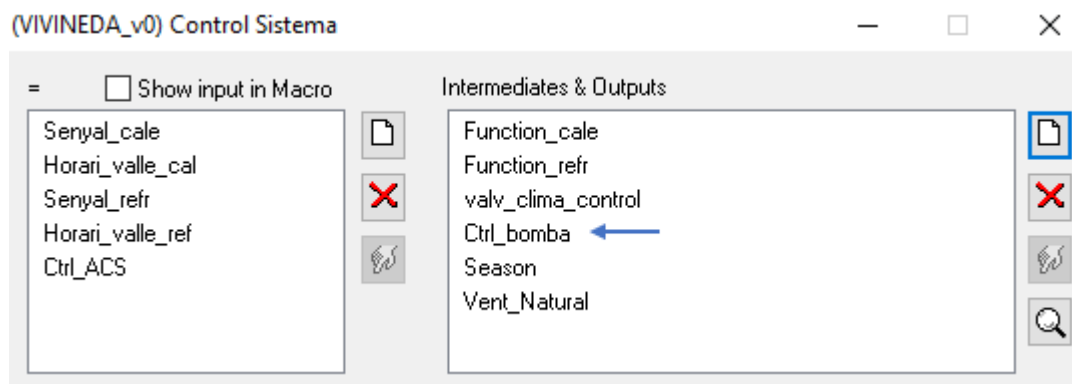 (VIVINEDA_v0) Control Sistema
= Show input in Macro
Senyal_cale
Horari_valle_cal
Senyal_refr
Horari_valle_ref
Ctrl_ACS
Intermediates & Outputs
Function_cale
Function_refr
valv_clima_control
Ctrl_bomba
Season
Vent_Natural